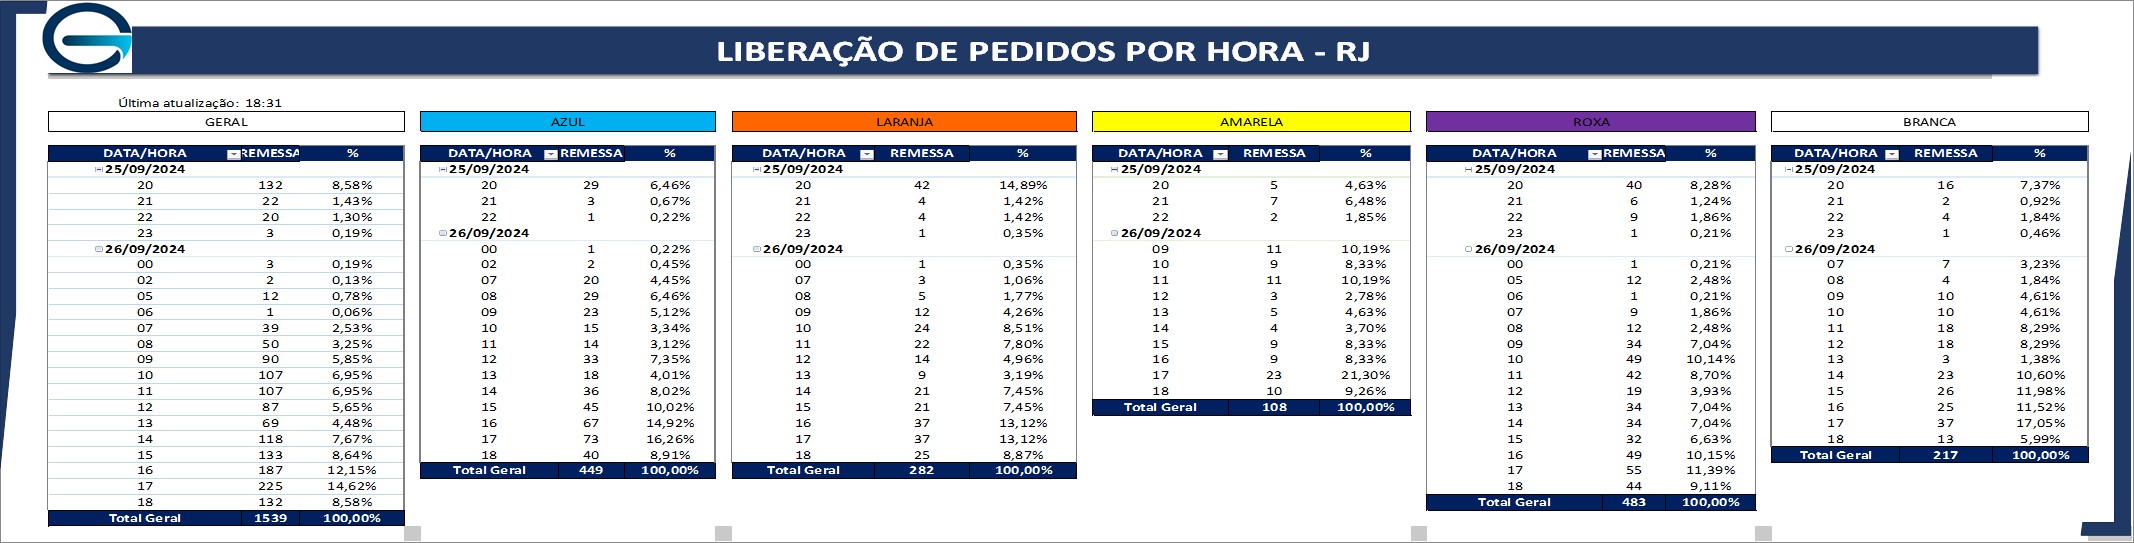 LIBERAÇÃO DE PEDIDOS POR HORA - RJ
Última atualização: 18:31
GERAL
DATA/HORA REMESSA %
25/09/2024
20 132 8,58%
21 22 1,43%
22 20 1,30%
23 3 0,19%
26/09/2024
00 3 0,19%
02 2 0,13%
05 12 0,78%
06 1 0,06%
07 39 2,53%
08 50 3,25%
09 90 5,85%
10 107 6,95%
11 107 6,95%
12 87 5,65%
13 69 4,48%
14 118 7,67%
15 133 8,64%
16 187 12,15%
17 225 14,62%
18 132 8,58%
Total Geral 1539 100,00%
AZUL
DATA/HORA REMESSA %
25/09/2024
20 29 6,46%
21 3 0,67%
22 1 0,22%
26/09/2024
00 1 0,22%
02 2 0,45%
07 20 4,45%
08 29 6,46%
09 23 5,12%
10 15 3,34%
11 14 3,12%
12 33 7,35%
13 18 4,01%
14 36 8,02%
15 45 10,02%
16 67 14,92%
17 73 16,26%
18 40 8,91%
Total Geral 449 100,00%
LARANJA
DATA/HORA REMESSA %
25/09/2024
20 42 14,89%
21 4 1,42%
22 4 1,42%
23 1 0,35%
26/09/2024
00 1 0,35%
07 3 1,06%
08 5 1,77%
09 12 4,26%
10 24 8,51%
11 22 7,80%
12 14 4,96%
13 9 3,19%
14 21 7,45%
15 21 7,45%
16 37 13,12%
17 37 13,12%
18 25 8,87%
Total Geral 282 100,00%
AMARELA
DATA/HORA REMESSA %
25/09/2024
20 5 4,63%
21 7 6,48%
22 2 1,85%
26/09/2024
09 11 10,19%
10 9 8,33%
11 11 10,19%
12 3 2,78%
13 5 4,63%
14 4 3,70%
15 9 8,33%
16 9 8,33%
17 23 21,30%
18 10 9,26%
Total Geral 108 100,00%
ROXA
DATA/HORA REMESSA %
25/09/2024
20 40 8,28%
21 6 1,24%
22 9 1,86%
23 1 0,21%
26/09/2024
00 1 0,21%
05 12 2,48%
06 1 0,21%
07 9 1,86%
08 12 2,48%
09 34 7,04%
10 49 10,14%
11 42 8,70%
12 19 3,93%
13 34 7,04%
14 34 7,04%
15 32 6,63%
16 49 10,15%
17 55 11,39%
18 44 9,11%
Total Geral 483 100,00%
BRANCA
DATA/HORA REMESSA %
25/09/2024
20 16 7,37%
21 2 0,92%
22 4 1,84%
23 1 0,46%
26/09/2024
07 7 3,23%
08 4 1,84%
09 10 4,61%
10 10 4,61%
11 18 8,29%
12 18 8,29%
13 3 1,38%
14 23 10,60%
15 26 11,98%
16 25 11,52%
17 37 17,05%
18 13 5,99%
Total Geral 217 100,00%